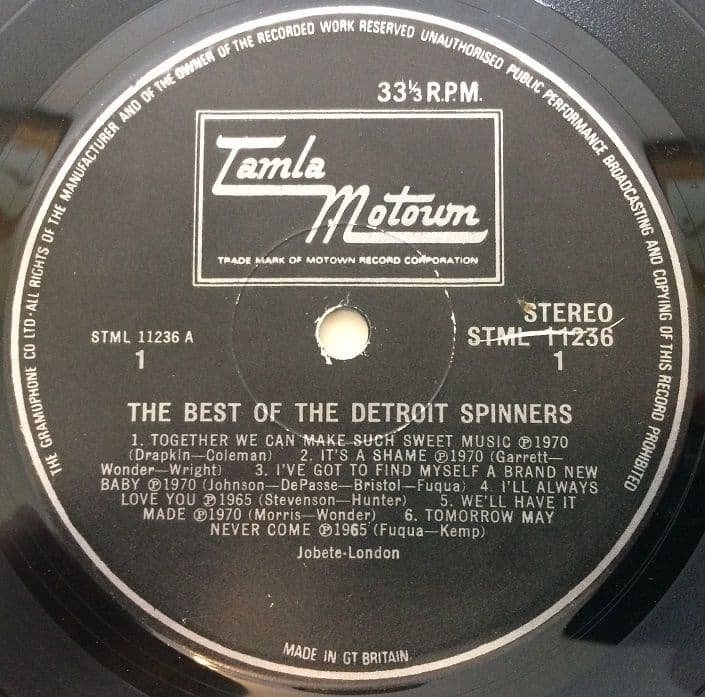 THE GRAMOPHONE CO LTD · ALL RIGHTS OF THE MANUFACTURER AND OF THE OWNER OF THE RECORDED WORK RESERVED UNAUTHORISED PUBLIC PERFORMANCE BROADCASTING AND COPYING OF THIS RECORD PROHIBITED
33⅓ R.P.M.
Tamla
Motown
TRADE MARK OF MOTOWN RECORD CORPORATION
STEREO
STML 11236 A
STML 11236
1
1
THE BEST OF THE DETROIT SPINNERS
1. TOGETHER WE CAN MAKE SUCH SWEET MUSIC ℗1970
(Drapkin—Coleman) 2. IT'S A SHAME ℗1970 (Garrett—
Wonder—Wright) 3. I'VE GOT TO FIND MYSELF A BRAND NEW
BABY ℗1970 (Johnson—DePasse—Bristol—Fuqua) 4. I'LL ALWAYS
LOVE YOU ℗1965 (Stevenson—Hunter) 5. WE'LL HAVE IT
MADE ℗1970 (Morris—Wonder) 6. TOMORROW MAY
NEVER COME ℗1965 (Fuqua—Kemp)
Jobete-London
MADE IN GT BRITAIN